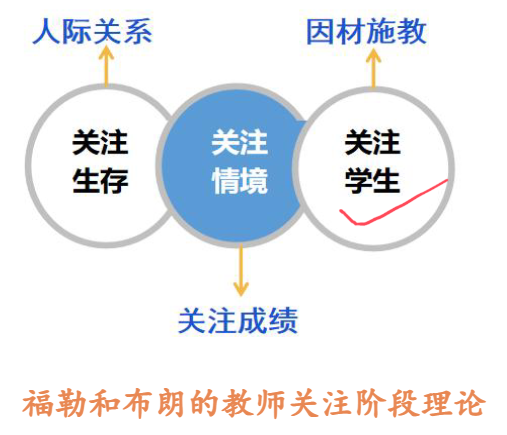 人际关系
因材施教
关注
生存
关注
情境
关注
学生
关注成绩
福勒和布朗的教师关注阶段理论